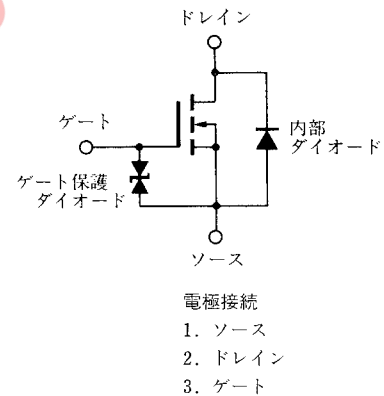 ドレイン
ゲート
内部
ダイオード
ゲート保護
ダイオード
ソース
電極接続
1. ソース
2. ドレイン
3. ゲート